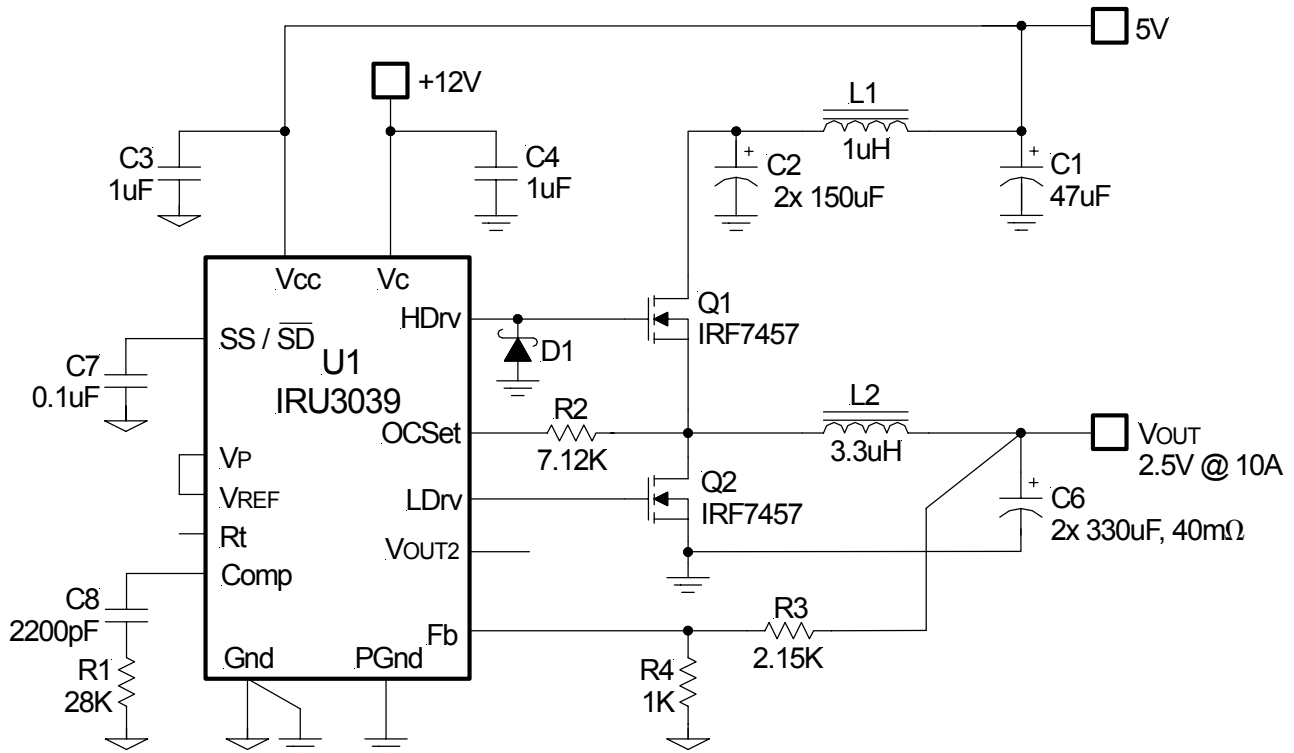 5V
+12V
L1
1uH
C3
1uF
C4
1uF
C2
2x 150uF
C1
47uF
Vcc
Vc
HDrv
Q1
IRF7457
SS / SD
D1
C7
0.1uF
U1
IRU3039
OCSet
R2
7.12K
L2
3.3uH
VOUT
2.5V @ 10A
VP
VREF
LDrv
Q2
IRF7457
C6
2x 330uF, 40mΩ
Rt
VOUT2
Comp
C8
2200pF
Fb
R3
2.15K
R1
28K
Gnd
PGnd
R4
1K
+
+
+